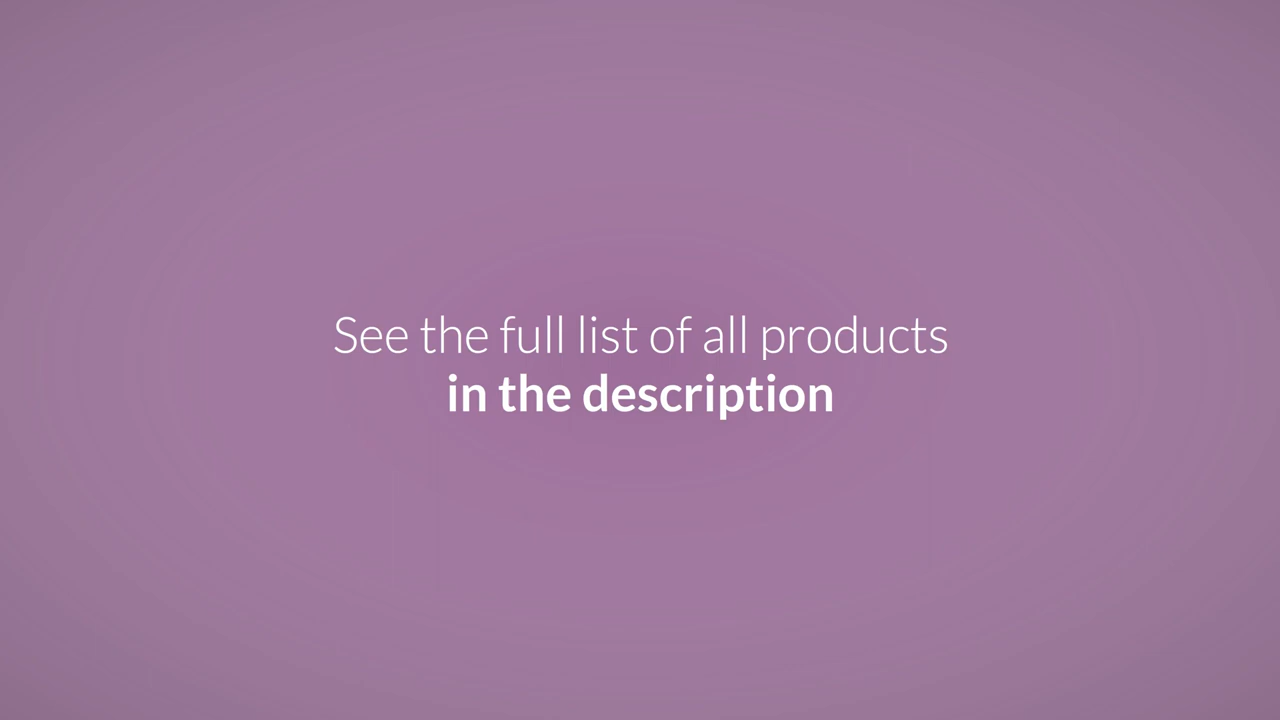 See the full list of all products
in the description